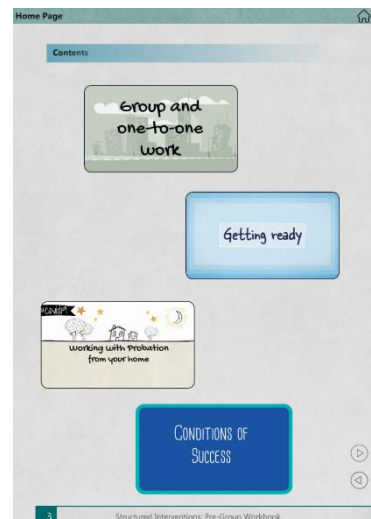 Home Page
Contents
Group and
one-to-one
work
Getting ready
#COVID19
Working with Probation
from your home
CONDITIONS OF
SUCCESS
3
Structured Interventions: Pre-Group Workbook